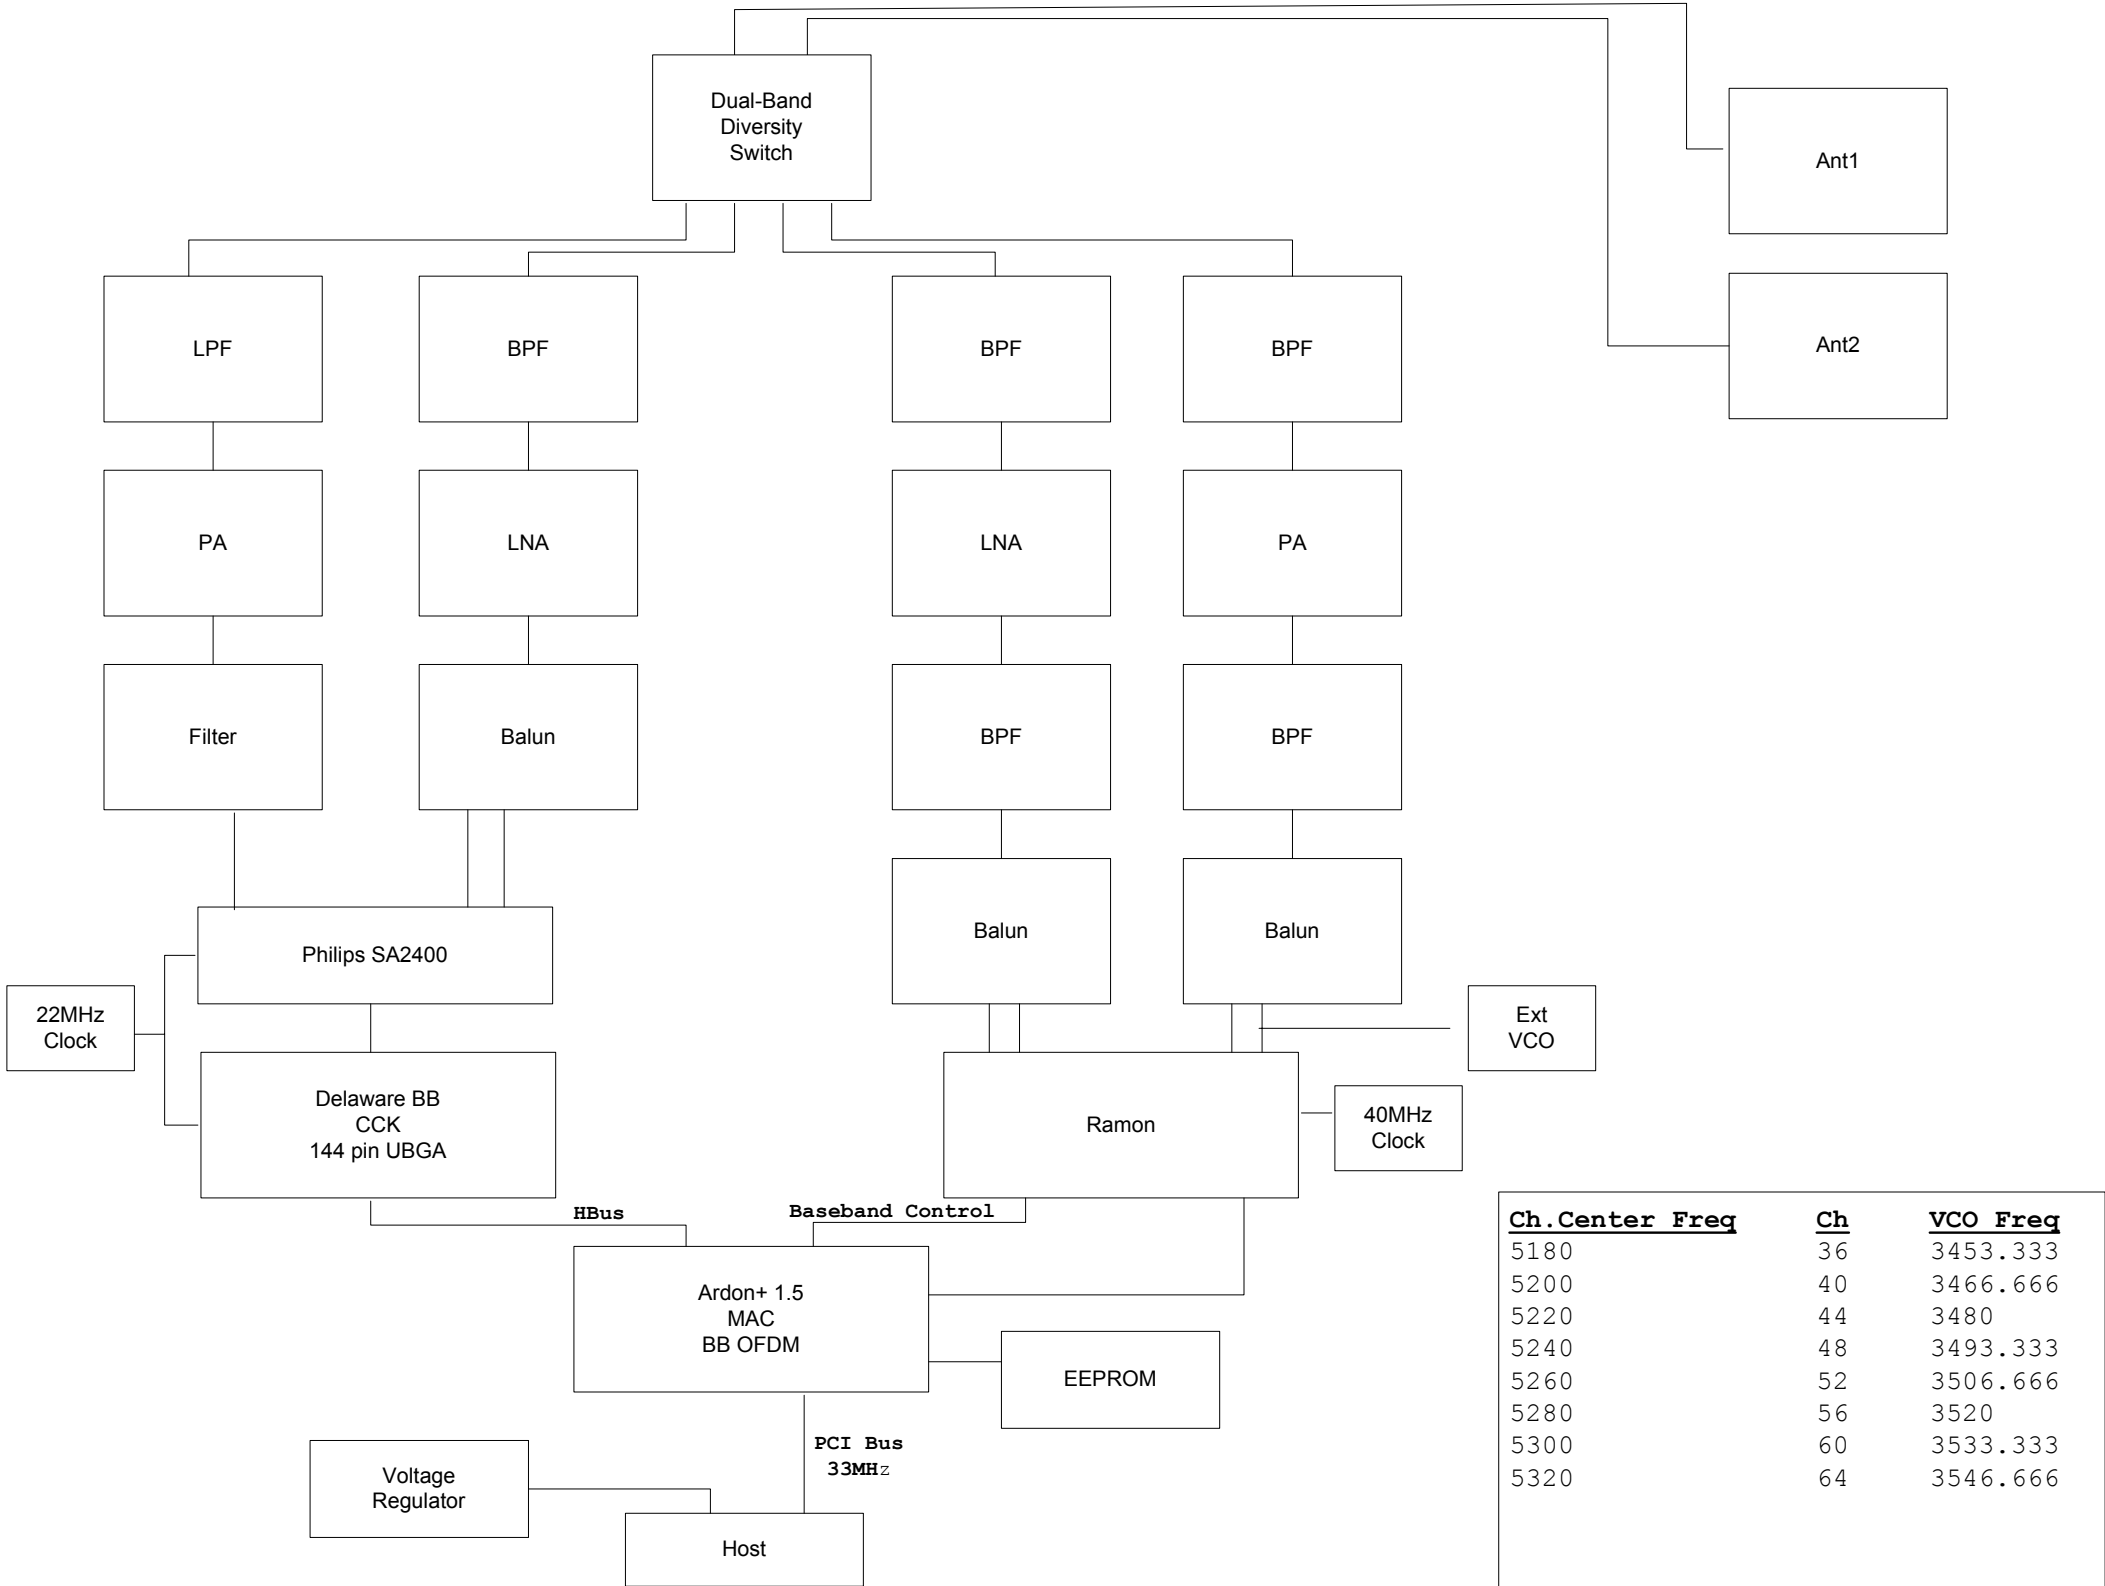 Dual-Band
Diversity
Switch
Ant1
Ant2
LPF
BPF
BPF
BPF
PA
LNA
LNA
PA
Filter
Balun
BPF
BPF
Balun
Balun
Philips SA2400
22MHz
Clock
Ext
VCO
Delaware BB
CCK
144 pin UBGA
Ramon
40MHz
Clock
HBus
Baseband Control
Ardon+ 1.5
MAC
BB OFDM
EEPROM
PCI Bus
33MHz
Voltage
Regulator
Host
Ch.Center Freq Ch VCO Freq
5180 36 3453.333
5200 40 3466.666
5220 44 3480
5240 48 3493.333
5260 52 3506.666
5280 56 3520
5300 60 3533.333
5320 64 3546.666